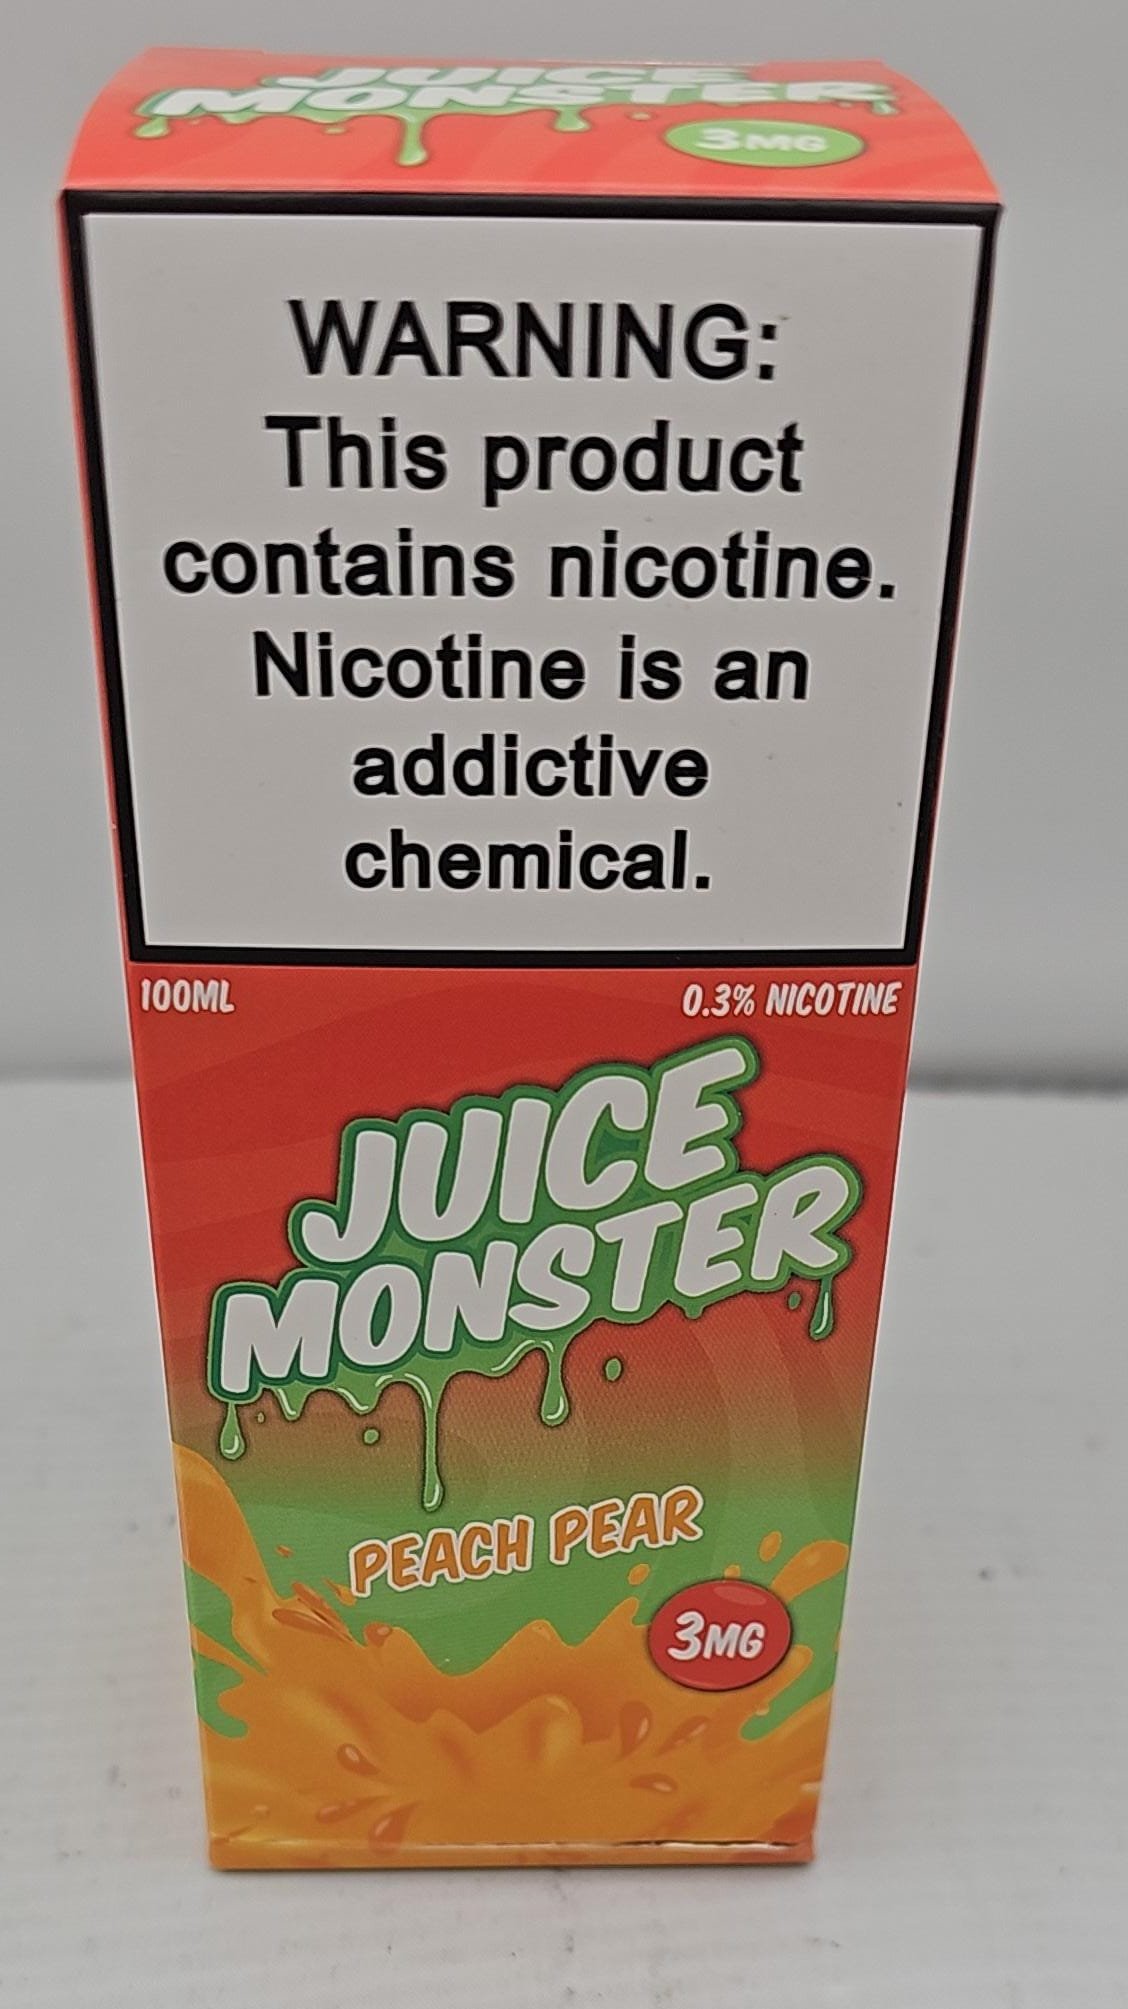 JUICE
MONSTER
3MG
WARNING:
This product
contains nicotine.
Nicotine is an
addictive
chemical.
100ML 0.3% NICOTINE
JUICE
MONSTER
PEACH PEAR
3MG